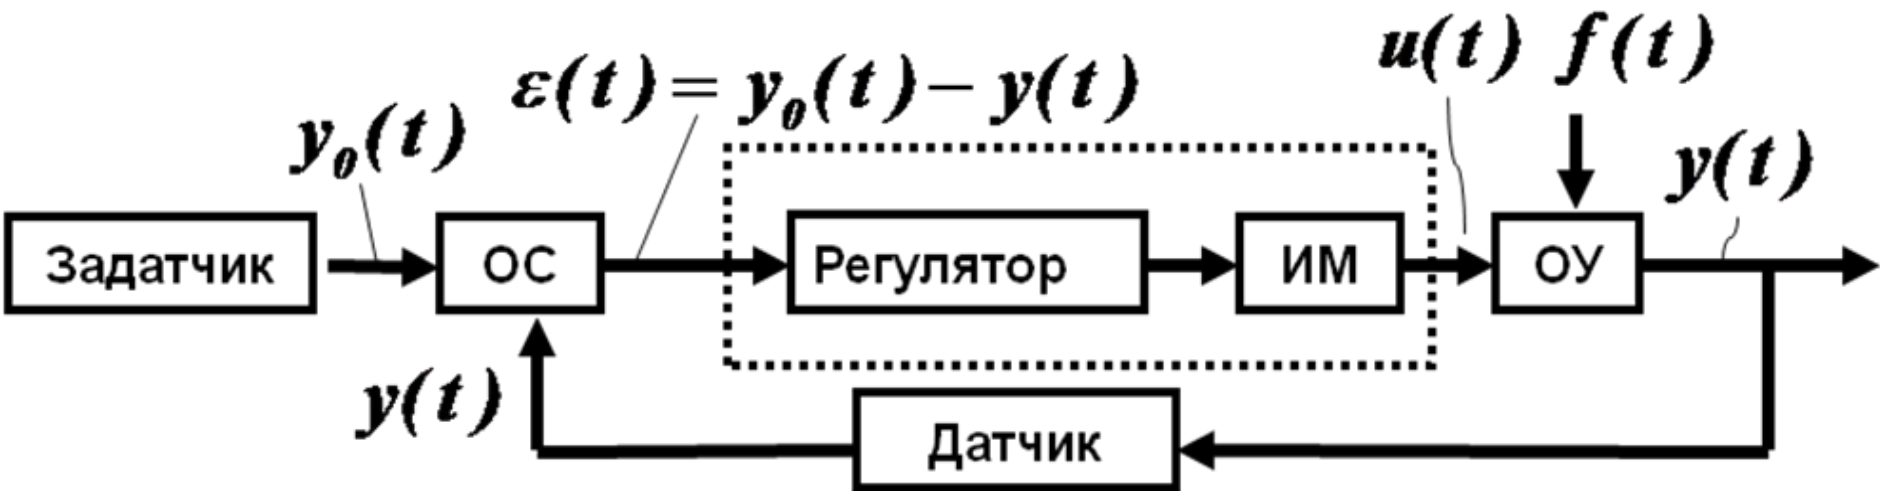 u(t) f(t)
ε(t)= y₀(t)− y(t)
y₀(t)
y(t)
Задатчик
ОС
Регулятор
ИМ
ОУ
y(t)
Датчик